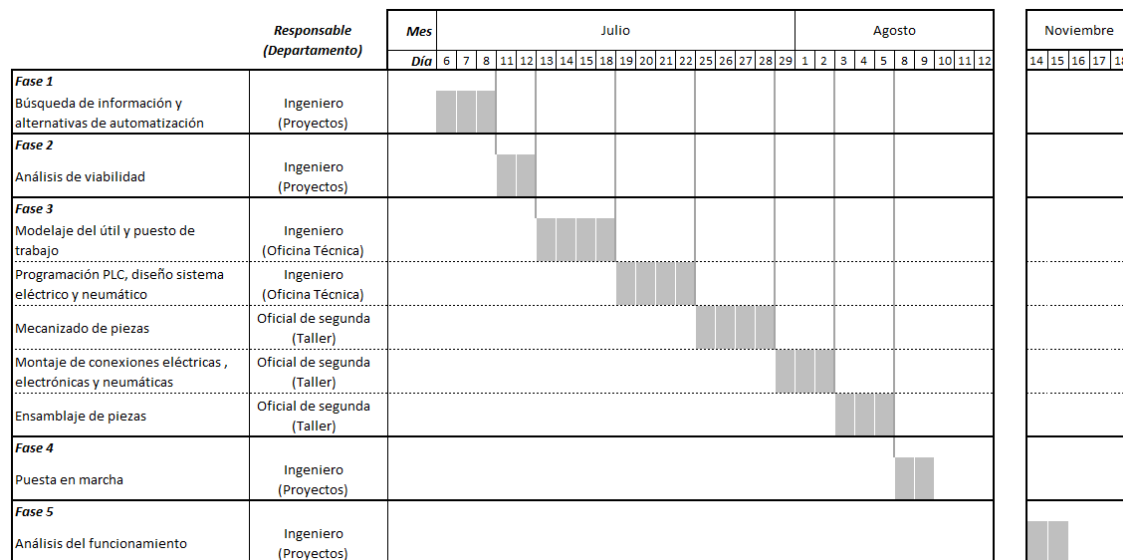 Responsable
(Departamento)
Mes
Julio
Agosto
Noviembre
Día 6 7 8 11 12 13 14 15 18 19 20 21 22 25 26 27 28 29 1 2 3 4 5 8 9 10 11 12 14 15 16 17 18
Fase 1
Búsqueda de información y
alternativas de automatización
Ingeniero
(Proyectos)
Fase 2
Análisis de viabilidad
Ingeniero
(Proyectos)
Fase 3
Modelaje del útil y puesto de
trabajo
Ingeniero
(Oficina Técnica)
Programación PLC, diseño sistema
eléctrico y neumático
Ingeniero
(Oficina Técnica)
Mecanizado de piezas
Oficial de segunda
(Taller)
Montaje de conexiones eléctricas ,
electrónicas y neumáticas
Oficial de segunda
(Taller)
Ensamblaje de piezas
Oficial de segunda
(Taller)
Fase 4
Puesta en marcha
Ingeniero
(Proyectos)
Fase 5
Análisis del funcionamiento
Ingeniero
(Proyectos)